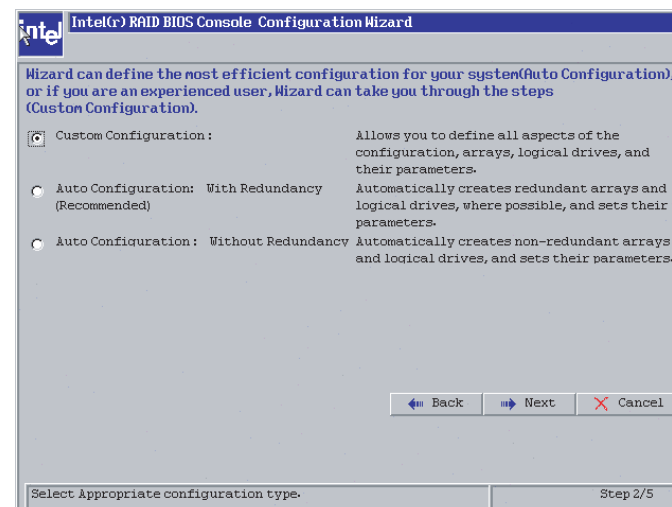 intel
Intel(r) RAID BIOS Console Configuration Wizard
Wizard can define the most efficient configuration for your system(Auto Configuration),
or if you are an experienced user, Wizard can take you through the steps
(Custom Configuration).
Custom Configuration:
Allows you to define all aspects of the
configuration, arrays, logical drives, and
their parameters.
Auto Configuration: With Redundancy
(Recommended)
Automatically creates redundant arrays and
logical drives, where possible, and sets their
parameters.
Auto Configuration: Without Redundancy
Automatically creates non-redundant arrays
and logical drives, and sets their parameters.
Back
Next
Cancel
Select Appropriate configuration type.
Step 2/5